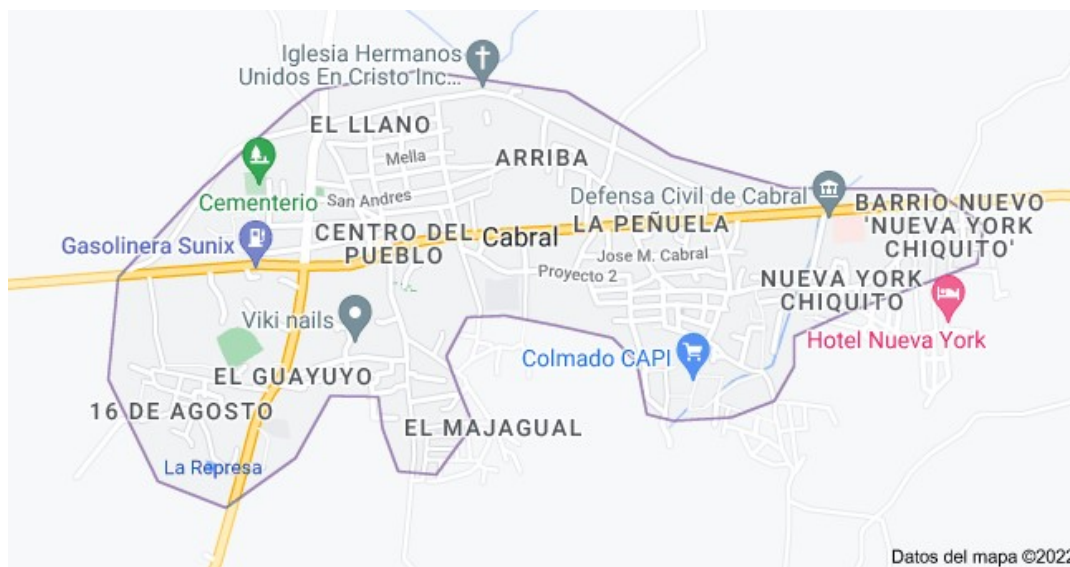 Iglesia Hermanos
Unidos En Cristo Inc...
EL LLANO
Mella
ARRIBA
San Andres
Cementerio
Defensa Civil de Cabral
BARRIO NUEVO
'NUEVA YORK
CHIQUITO'
Gasolinera Sunix
CENTRO DEL
PUEBLO
Cabral
LA PEÑUELA
Jose M. Cabral
Proyecto 2
NUEVA YORK
CHIQUITO
Viki nails
Hotel Nueva York
Colmado CAPI
EL GUAYUYO
16 DE AGOSTO
EL MAJAGUAL
La Represa
Datos del mapa ©2022